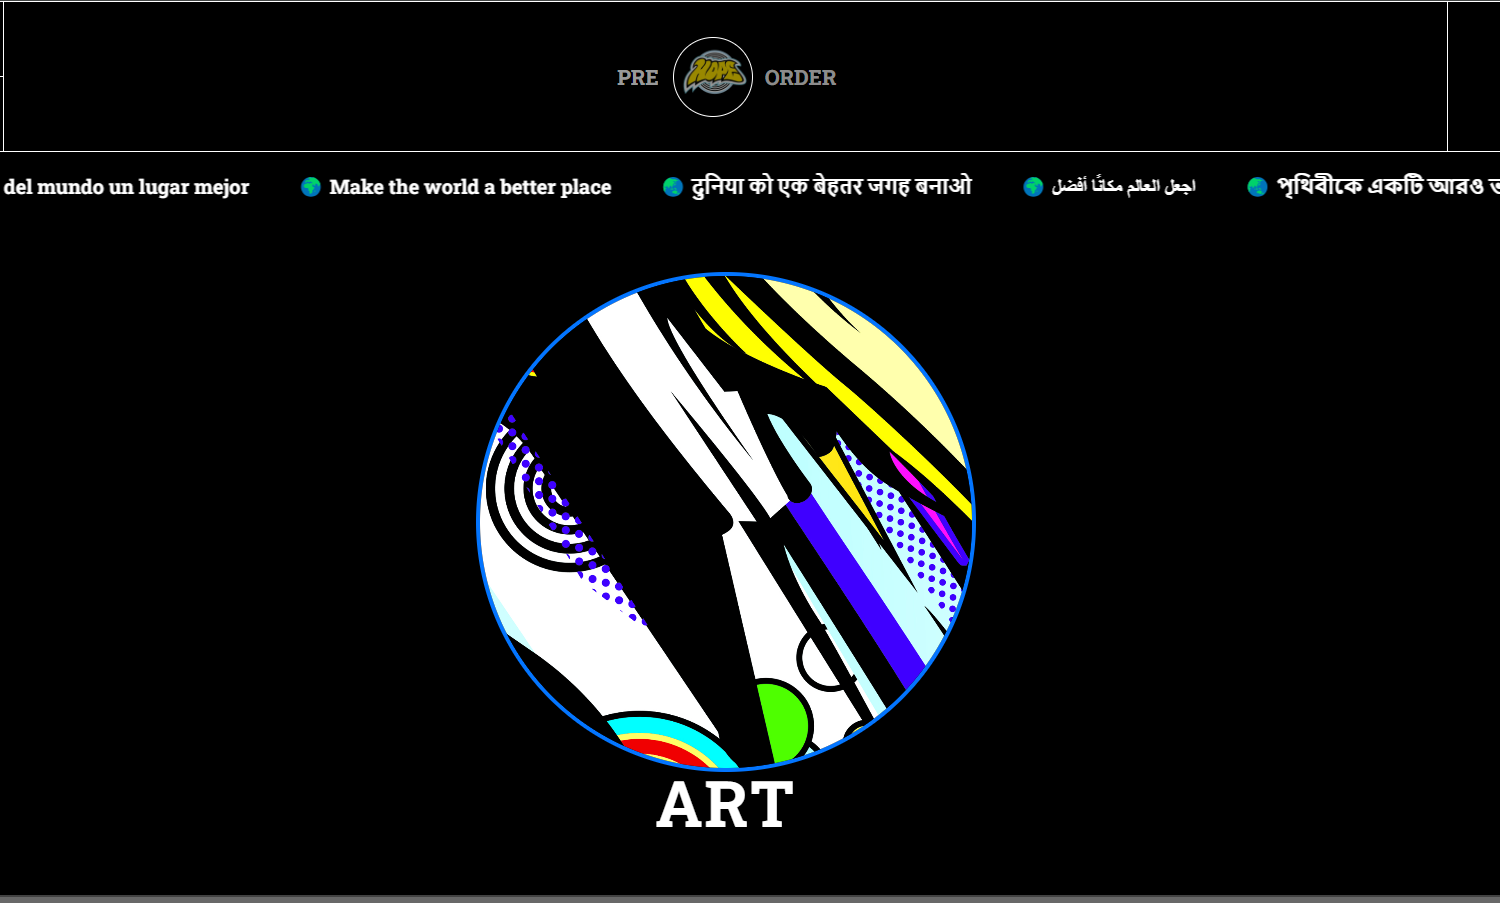 PRE HOPE ORDER
del mundo un lugar mejor 🌍 Make the world a better place 🌏 दुनिया को एक बेहतर जगह बनाओ 🌍 اجعل العالم مكانًا أفضل 🌏 পৃথিবীকে একটি আরও
ART